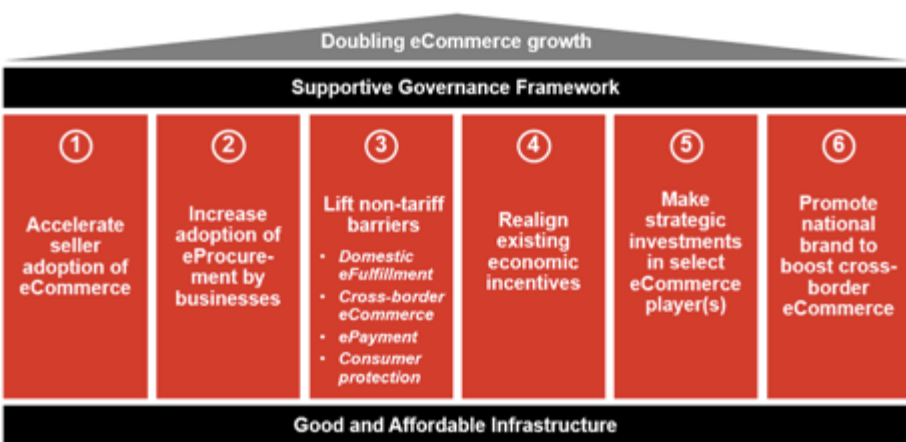 Doubling eCommerce growth
Supportive Governance Framework
1
Accelerate
seller
adoption of
eCommerce
2
Increase
adoption of
eProcure-
ment by
businesses
3
Lift non-tariff
barriers
• Domestic
eFulfillment
• Cross-border
eCommerce
• ePayment
• Consumer
protection
4
Realign
existing
economic
incentives
5
Make
strategic
investments
in select
eCommerce
player(s)
6
Promote
national
brand to
boost cross-
border
eCommerce
Good and Affordable Infrastructure